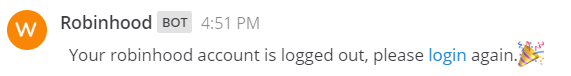 W Robinhood BOT 4:51 PM
Your robinhood account is logged out, please login again.🎉